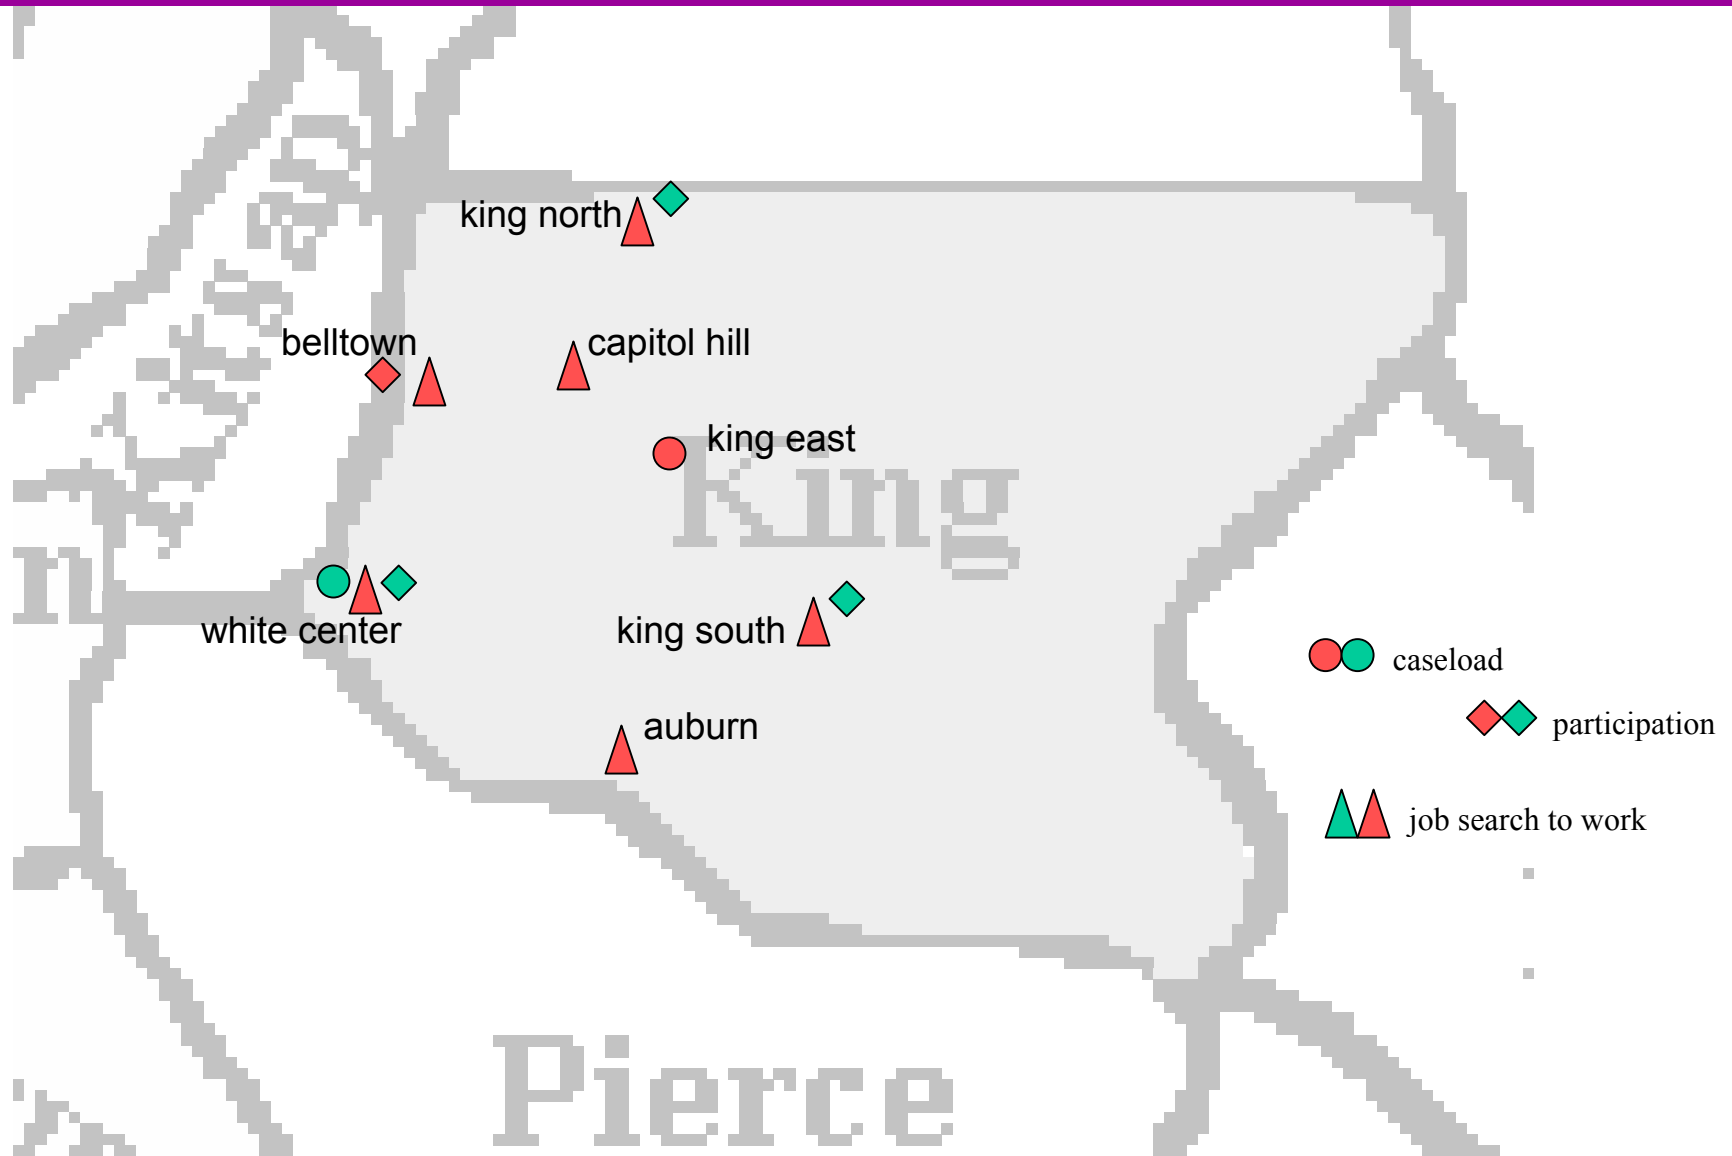 king north
belltown
capitol hill
king east
King
white center
king south
caseload
participation
auburn
job search to work
Pierce